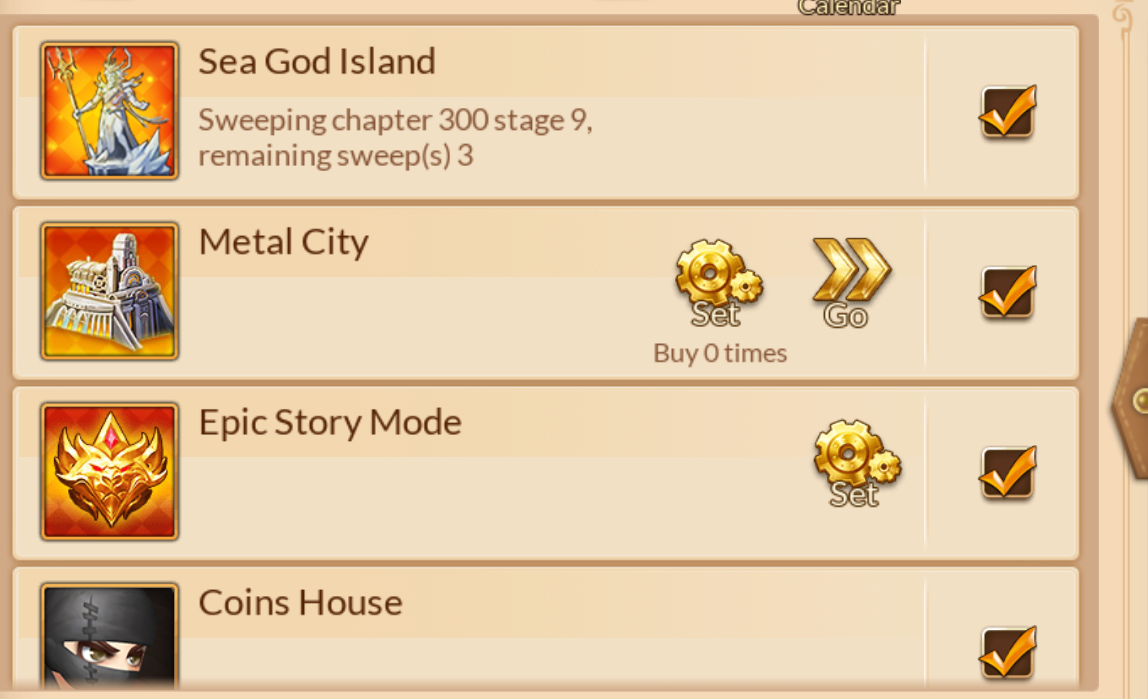 Calendar
Sea God Island
Sweeping chapter 300 stage 9,
remaining sweep(s) 3
Metal City
Set
Go
Buy 0 times
Epic Story Mode
Set
Coins House